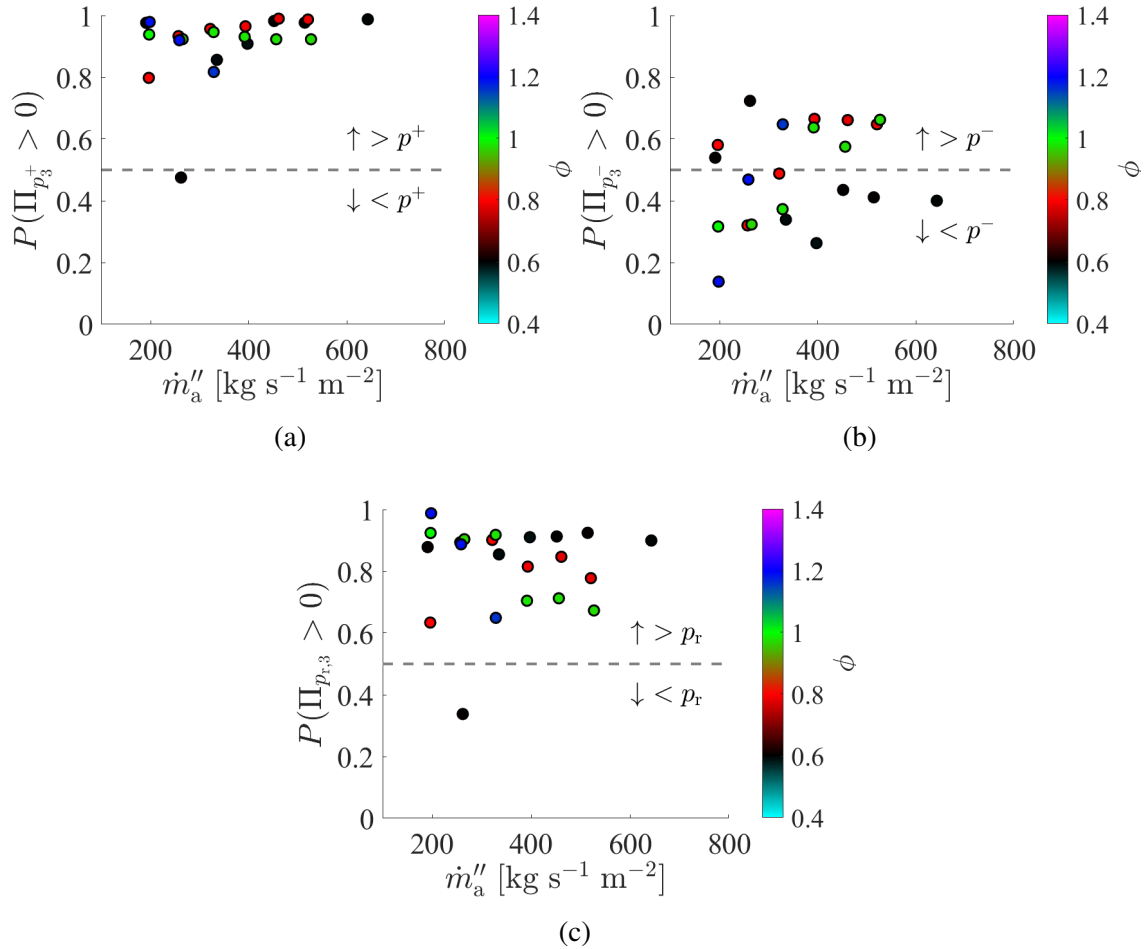 1
0.8
0.6
0.4
0.2
0
200 400 600 800
P(Π_{p_3^+} > 0)
ṁ″_a [kg s⁻¹ m⁻²]
↑ > p⁺
↓ < p⁺
1.4
1.2
1
0.8
0.6
0.4
ϕ
(a)
1
0.8
0.6
0.4
0.2
0
200 400 600 800
P(Π_{p_3^-} > 0)
ṁ″_a [kg s⁻¹ m⁻²]
↑ > p⁻
↓ < p⁻
1.4
1.2
1
0.8
0.6
0.4
ϕ
(b)
1
0.8
0.6
0.4
0.2
0
200 400 600 800
P(Π_{p_{r,3}} > 0)
ṁ″_a [kg s⁻¹ m⁻²]
↑ > p_r
↓ < p_r
1.4
1.2
1
0.8
0.6
0.4
ϕ
(c)